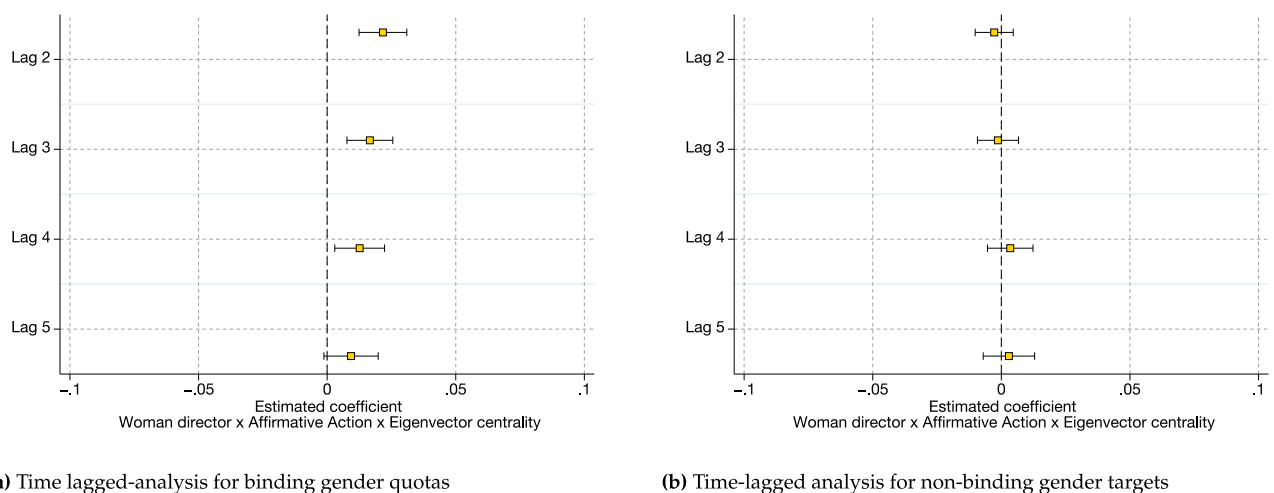 Lag 2
Lag 3
Lag 4
Lag 5
-.1 -.05 0 .05 .1
Estimated coefficient
Woman director x Affirmative Action x Eigenvector centrality
) Time lagged-analysis for binding gender quotas
Lag 2
Lag 3
Lag 4
Lag 5
-.1 -.05 0 .05 .1
Estimated coefficient
Woman director x Affirmative Action x Eigenvector centrality
(b) Time-lagged analysis for non-binding gender targets